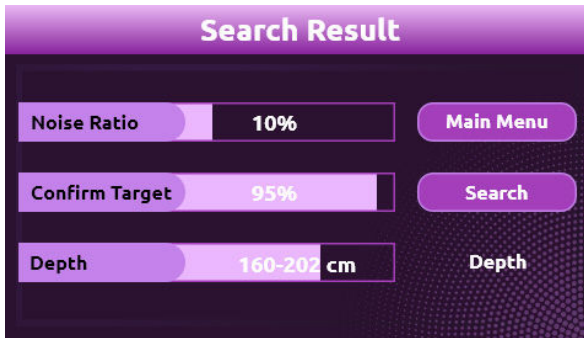 Search Result
Noise Ratio 10% Main Menu
Confirm Target 95% Search
Depth 160-202 cm Depth